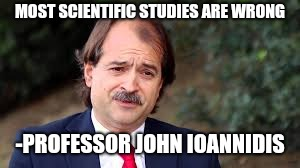 MOST SCIENTIFIC STUDIES ARE WRONG
-PROFESSOR JOHN IOANNIDIS